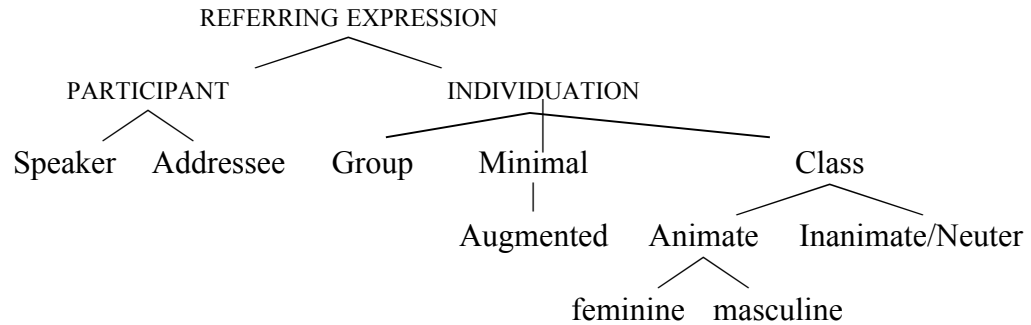 REFERRING EXPRESSION
PARTICIPANT INDIVIDUATION
Speaker Addressee Group Minimal Class
Augmented Animate Inanimate/Neuter
feminine masculine